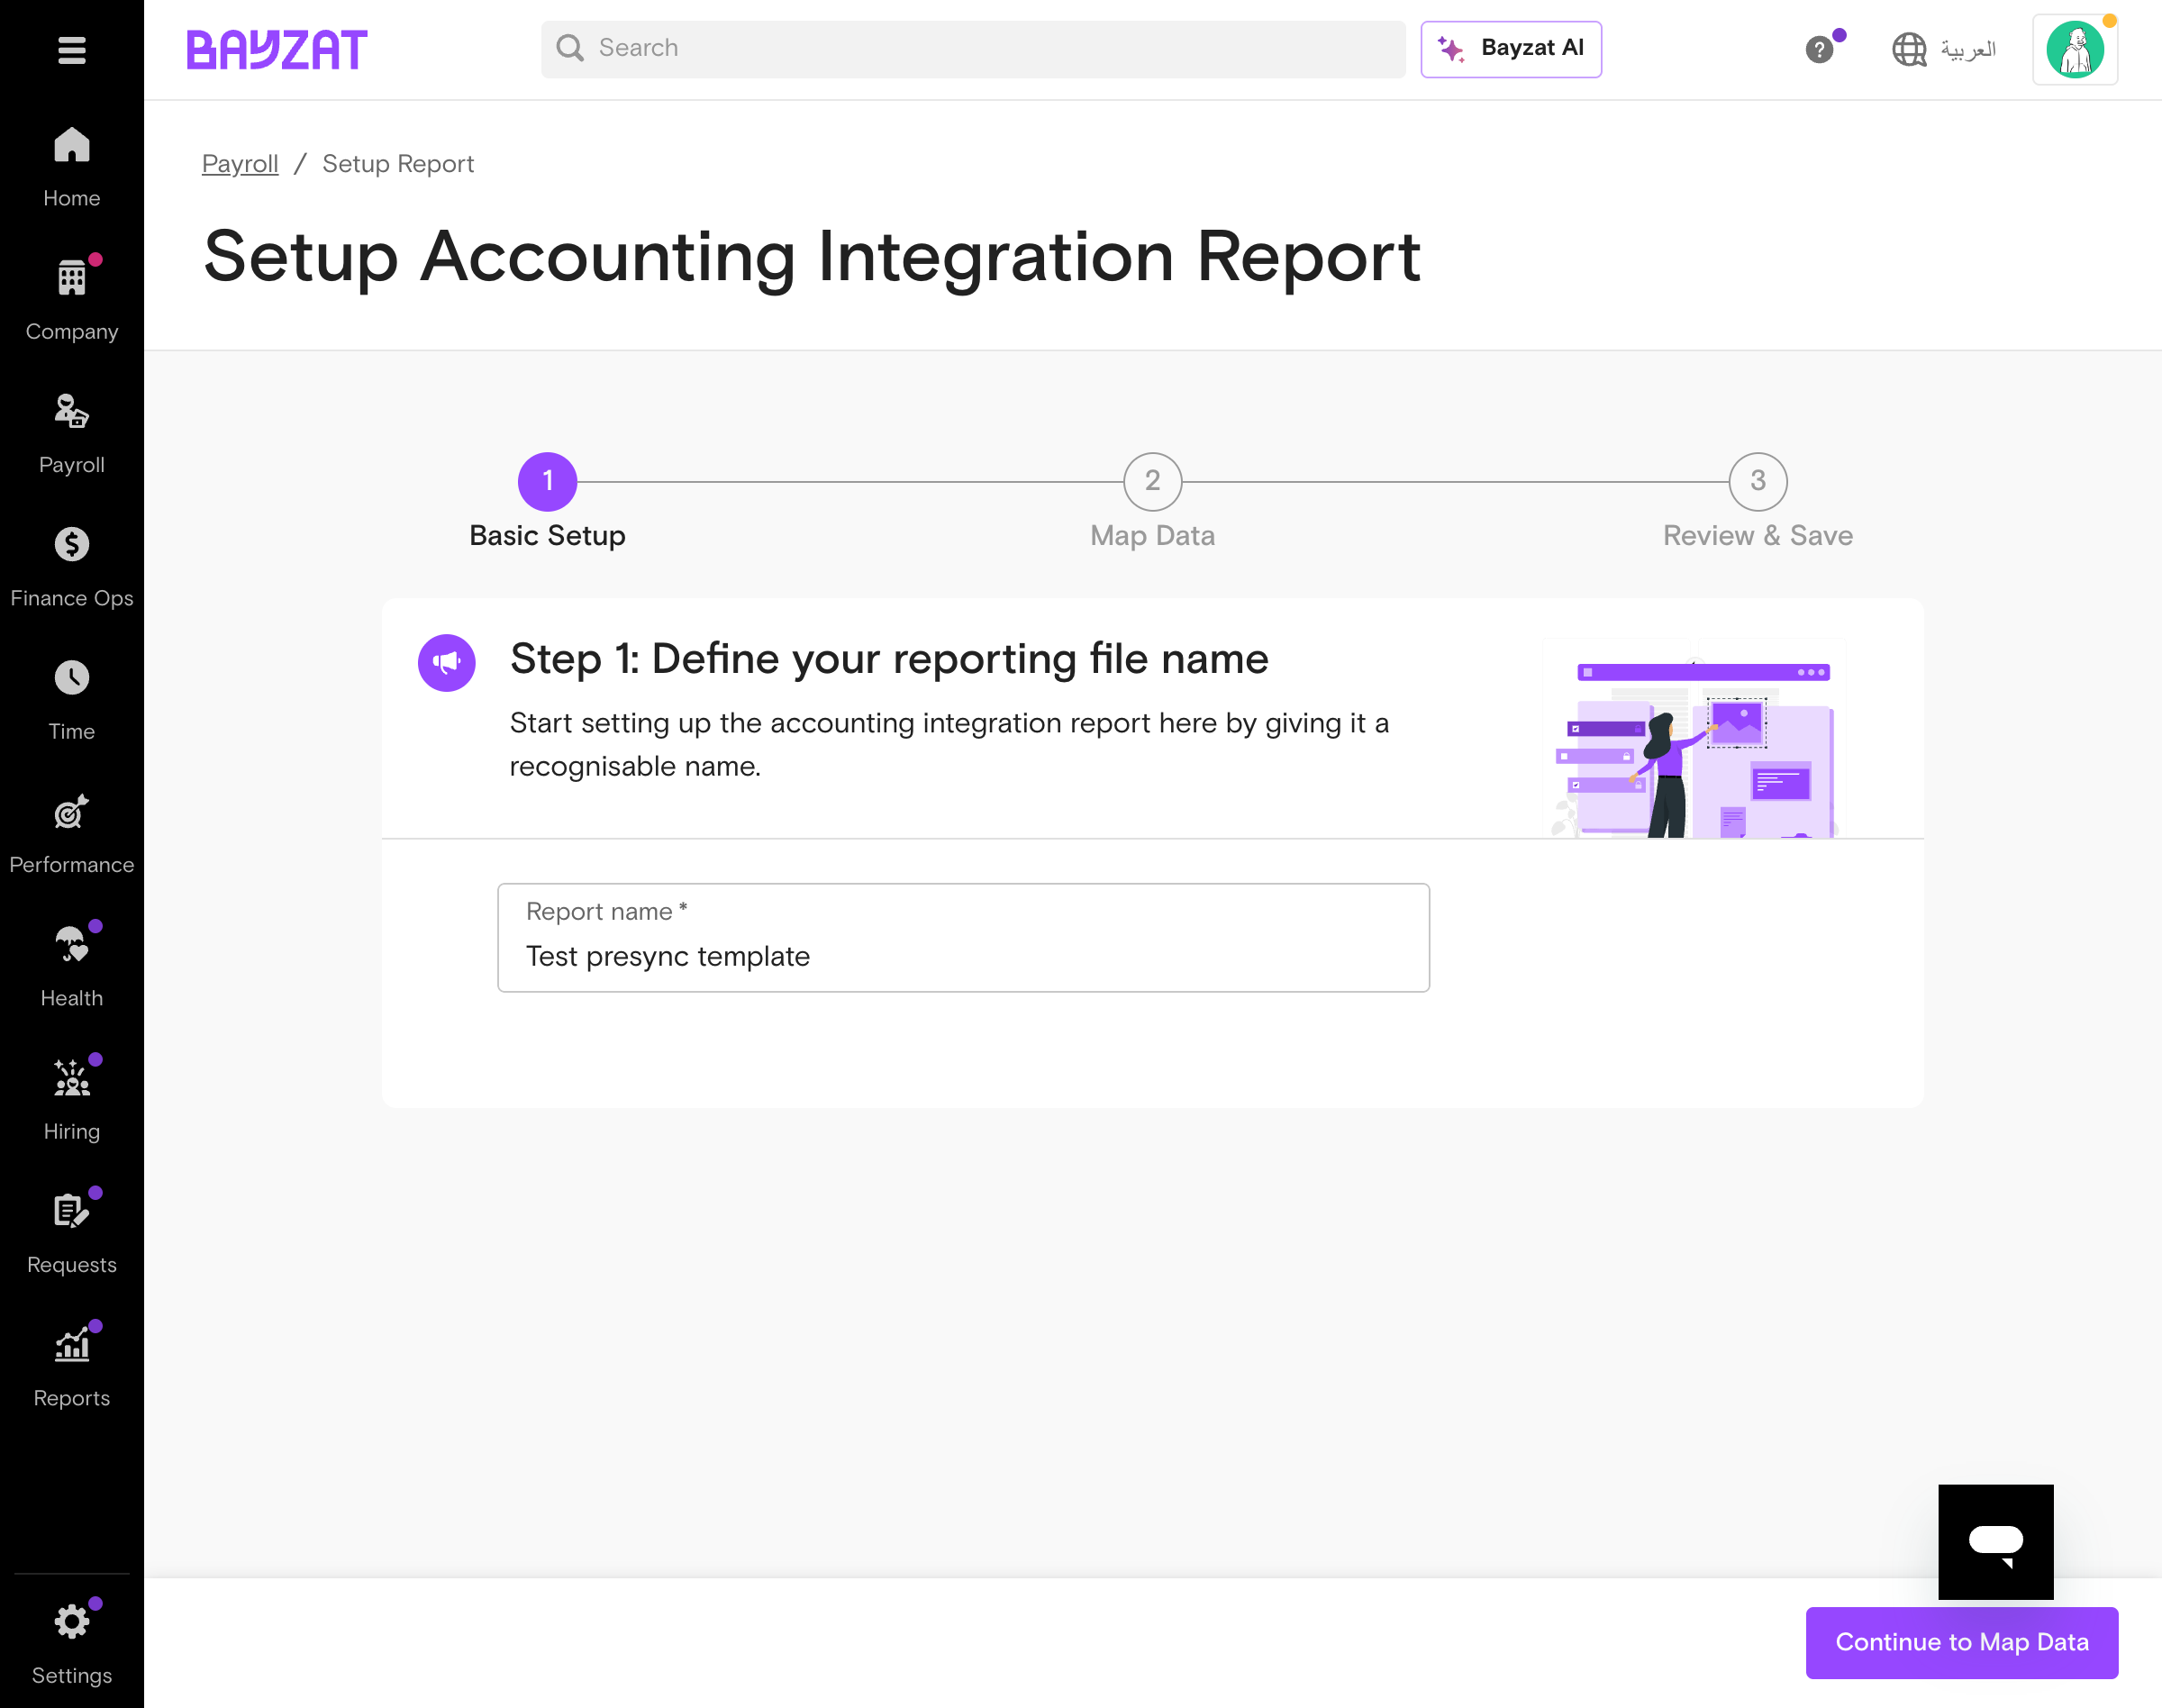 BAYZAT
Search
Bayzat AI
?
العربية
Home
Company
Payroll
Finance Ops
Time
Performance
Health
Hiring
Requests
Reports
Settings
Payroll / Setup Report
Setup Accounting Integration Report
1
Basic Setup
2
Map Data
3
Review & Save
Step 1: Define your reporting file name
Start setting up the accounting integration report here by giving it a
recognisable name.
Report name *
Test presync template
Continue to Map Data